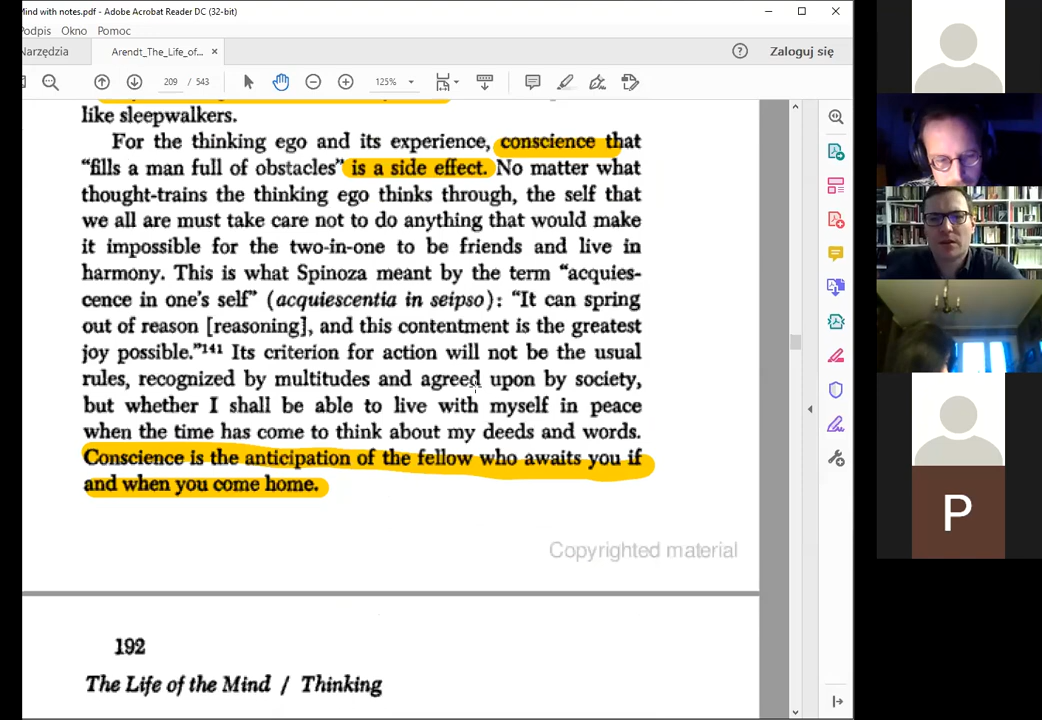 Mind with notes.pdf - Adobe Acrobat Reader DC (32-bit)
Podpis Okno Pomoc
Narzędzia Arendt_The_Life_of... × Zaloguj się
209 / 543 125%
like sleepwalkers.
For the thinking ego and its experience, conscience that
“fills a man full of obstacles” is a side effect. No matter what
thought-trains the thinking ego thinks through, the self that
we all are must take care not to do anything that would make
it impossible for the two-in-one to be friends and live in
harmony. This is what Spinoza meant by the term “acquies-
cence in one's self” (acquiescentia in seipso): “It can spring
out of reason [reasoning], and this contentment is the greatest
joy possible.”141 Its criterion for action will not be the usual
rules, recognized by multitudes and agreed upon by society,
but whether I shall be able to live with myself in peace
when the time has come to think about my deeds and words.
Conscience is the anticipation of the fellow who awaits you if
and when you come home.
Copyrighted material
192
The Life of the Mind / Thinking
P